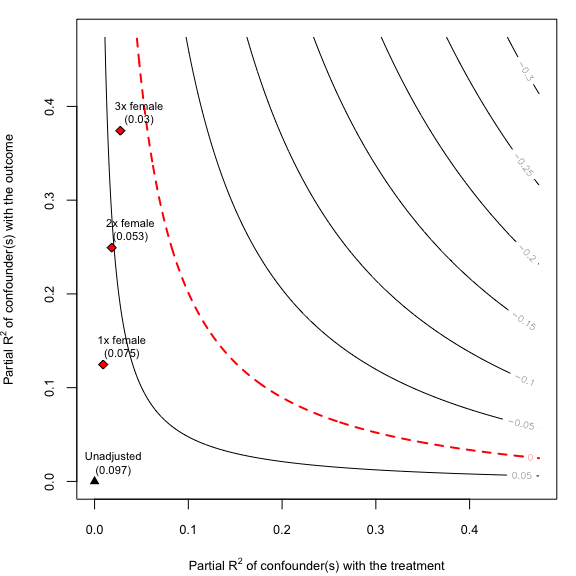 −0.3
−0.25
−0.2
−0.15
−0.1
−0.05
0
0.05
3x female
(0.03)
2x female
(0.053)
1x female
(0.075)
Unadjusted
(0.097)
0.4
0.3
0.2
0.1
0.0
Partial R² of confounder(s) with the outcome
0.0 0.1 0.2 0.3 0.4
Partial R² of confounder(s) with the treatment